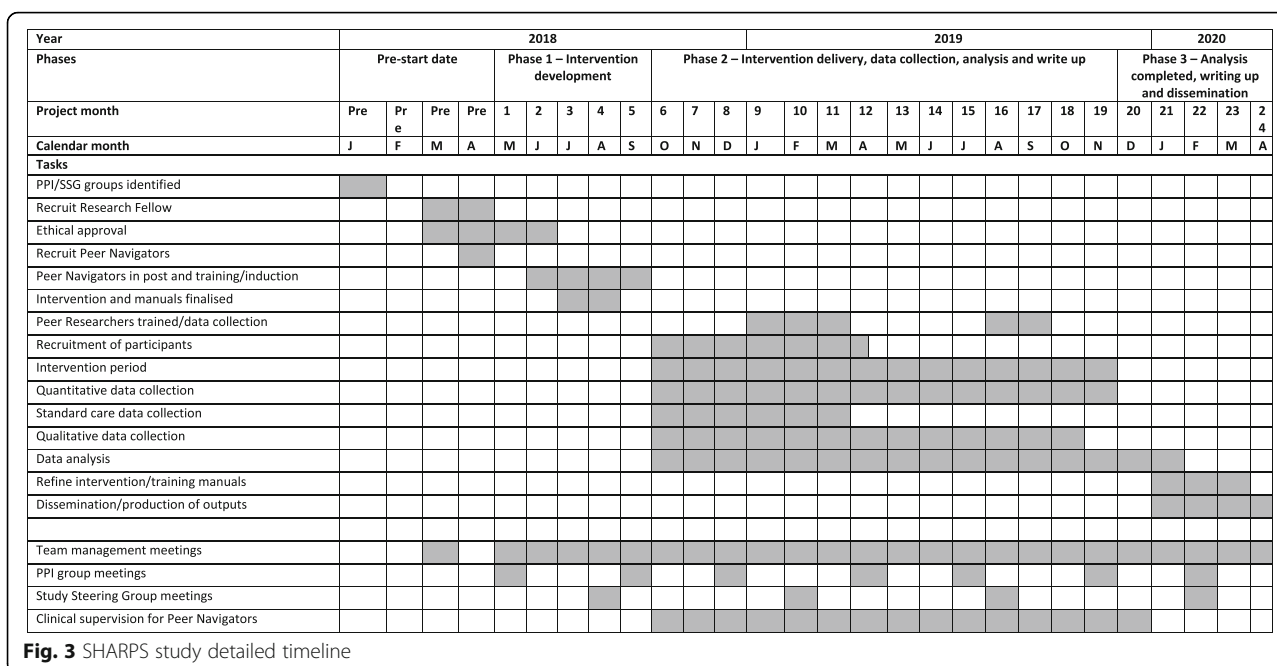 Year 2018 2019 2020
Phases Pre-start date Phase 1 – Intervention development Phase 2 – Intervention delivery, data collection, analysis and write up Phase 3 – Analysis completed, writing up and dissemination
Project month Pre Pre Pre Pre 1 2 3 4 5 6 7 8 9 10 11 12 13 14 15 16 17 18 19 20 21 22 23 24
Calendar month J F M A M J J A S O N D J F M A M J J A S O N D J F M A
Tasks
PPI/SSG groups identified
Recruit Research Fellow
Ethical approval
Recruit Peer Navigators
Peer Navigators in post and training/induction
Intervention and manuals finalised
Peer Researchers trained/data collection
Recruitment of participants
Intervention period
Quantitative data collection
Standard care data collection
Qualitative data collection
Data analysis
Refine intervention/training manuals
Dissemination/production of outputs
Team management meetings
PPI group meetings
Study Steering Group meetings
Clinical supervision for Peer Navigators
Fig. 3 SHARPS study detailed timeline